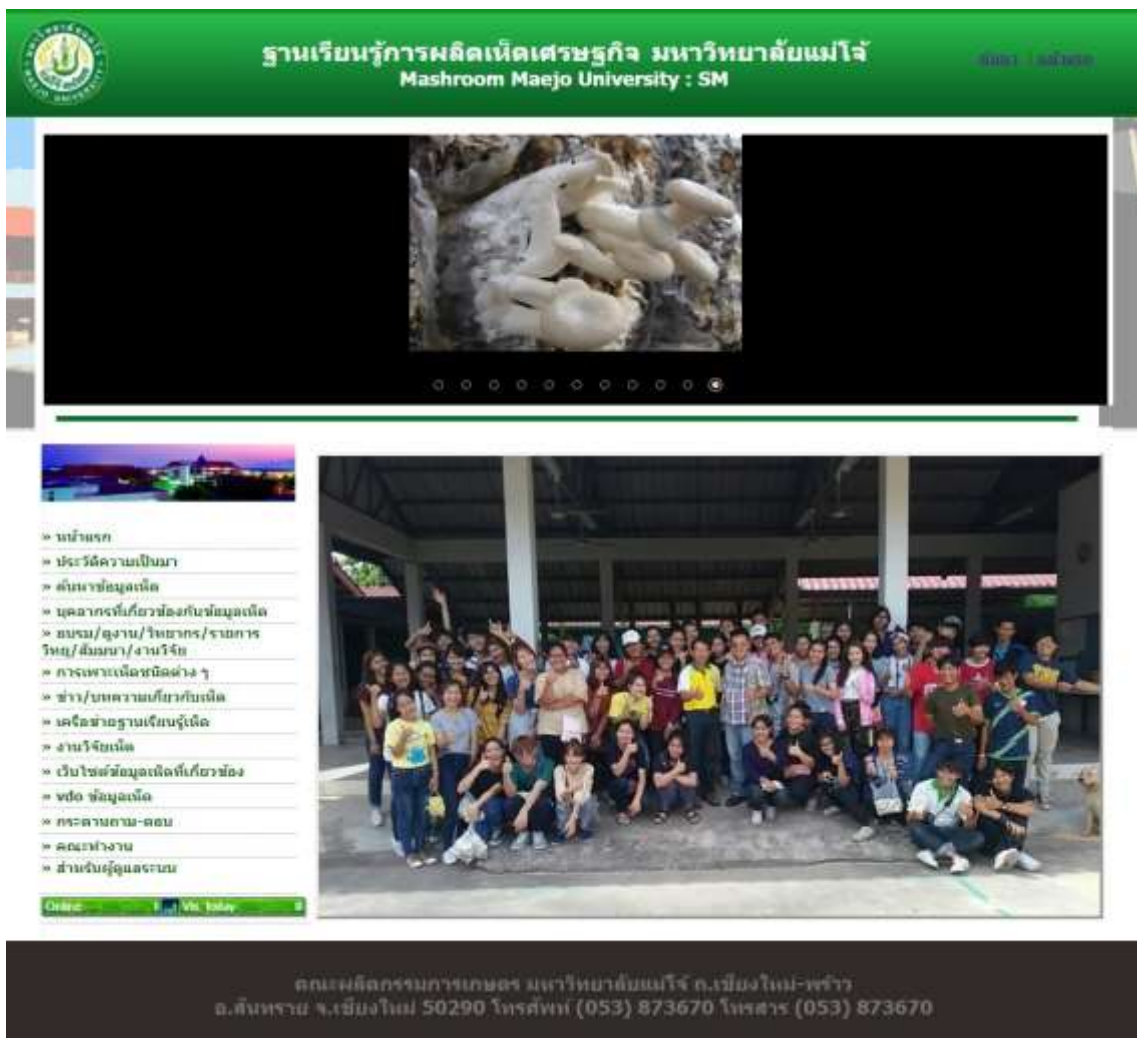 ฐานเรียนรู้การผลิตเห็ดเศรษฐกิจ มหาวิทยาลัยแม่โจ้
Mashroom Maejo University : SM
ค้นหา | หน้าแรก
» หน้าแรก
» ประวัติความเป็นมา
» ค้นหาข้อมูลเห็ด
» บุคลากรที่เกี่ยวข้องกับข้อมูลเห็ด
» อบรม/ดูงาน/วิทยากร/รายการ
วิทยุ/สัมมนา/งานวิจัย
» การเพาะเห็ดชนิดต่าง ๆ
» ข่าว/บทความเกี่ยวกับเห็ด
» เครือข่ายฐานเรียนรู้เห็ด
» งานวิจัยเห็ด
» เว็บไซต์ข้อมูลเห็ดที่เกี่ยวข้อง
» vdo ข้อมูลเห็ด
» กระดานถาม-ตอบ
» คณะทำงาน
» สำหรับผู้ดูแลระบบ
Online 1 Vis. Today 8
คณะผลิตกรรมการเกษตร มหาวิทยาลัยแม่โจ้ ถ.เชียงใหม่-พร้าว
อ.สันทราย จ.เชียงใหม่ 50290 โทรศัพท์ (053) 873670 โทรสาร (053) 873670